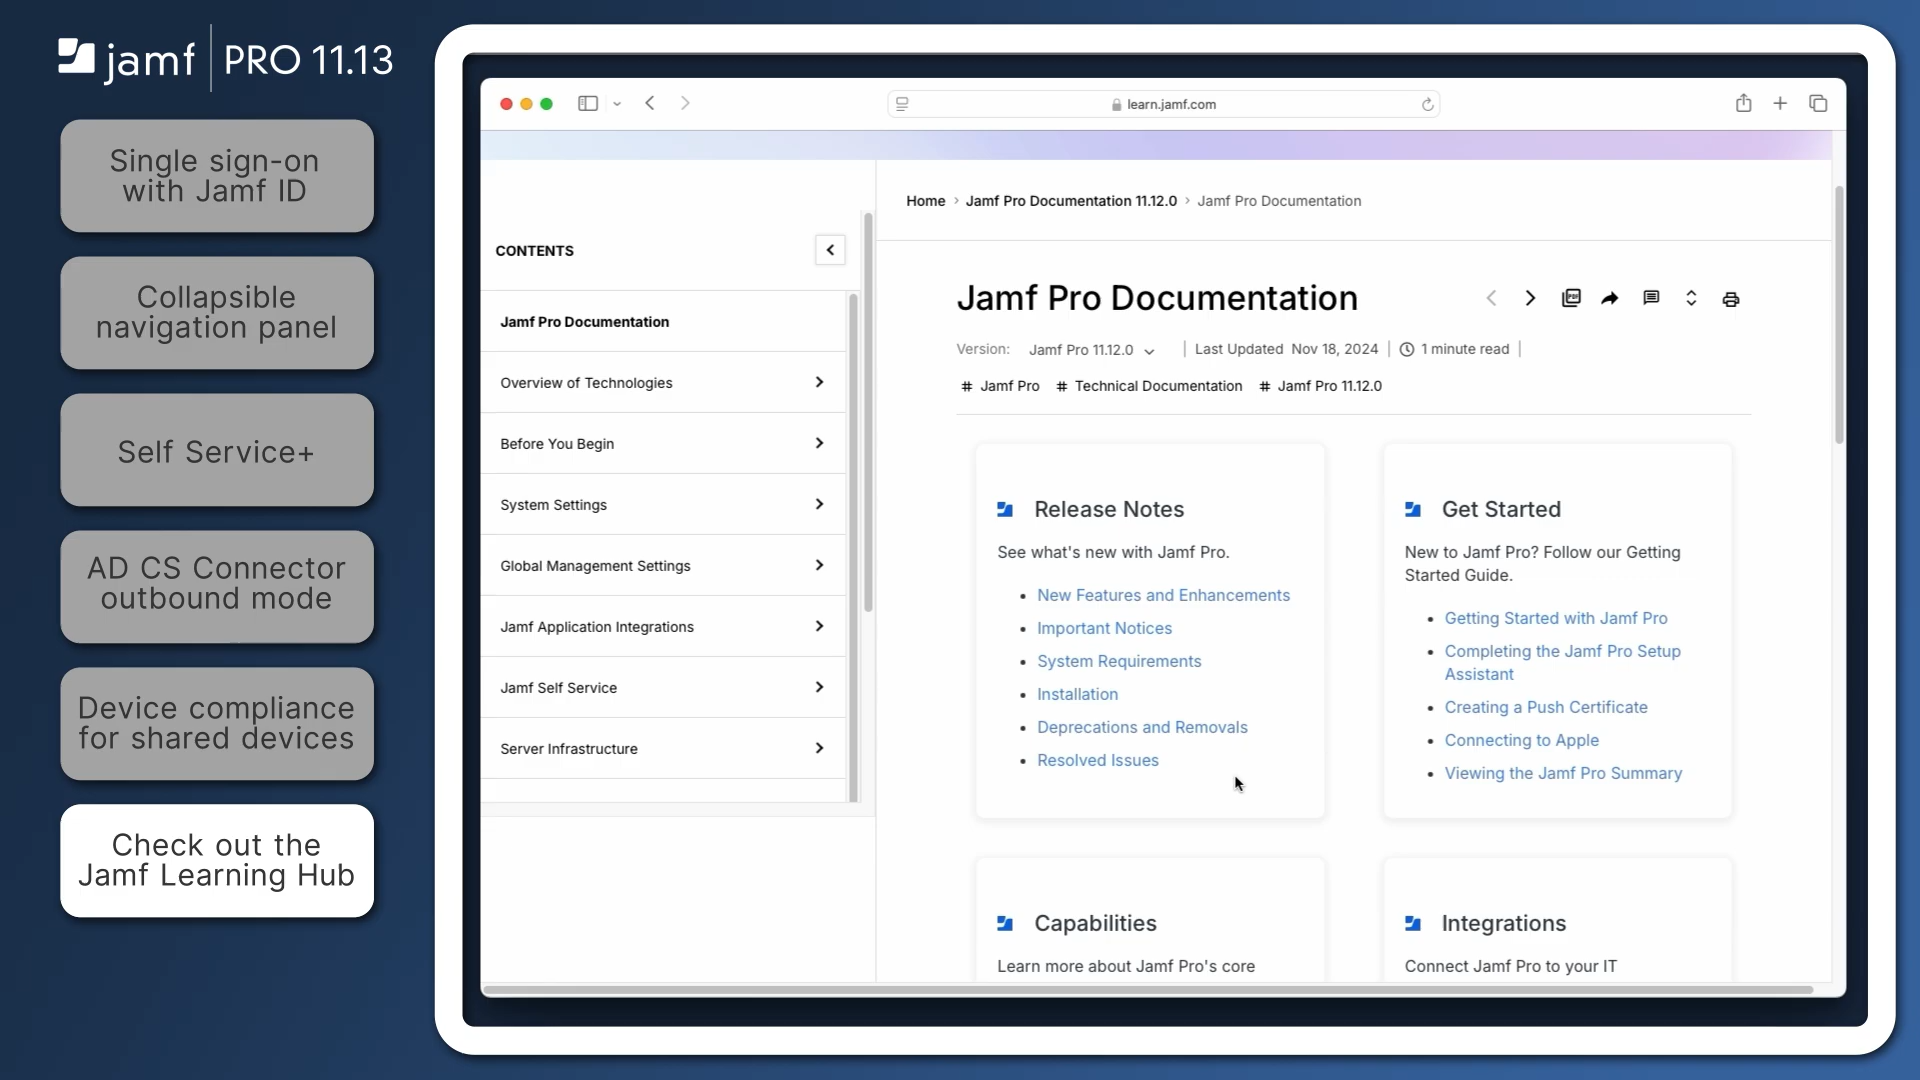 jamf PRO 11.13
Single sign-on
with Jamf ID
Collapsible
navigation panel
Self Service+
AD CS Connector
outbound mode
Device compliance
for shared devices
Check out the
Jamf Learning Hub
learn.jamf.com
CONTENTS
Jamf Pro Documentation
Overview of Technologies
Before You Begin
System Settings
Global Management Settings
Jamf Application Integrations
Jamf Self Service
Server Infrastructure
Home › Jamf Pro Documentation 11.12.0 › Jamf Pro Documentation
Jamf Pro Documentation
PDF
Version: Jamf Pro 11.12.0 | Last Updated Nov 18, 2024 | 1 minute read |
# Jamf Pro # Technical Documentation # Jamf Pro 11.12.0
Release Notes
See what's new with Jamf Pro.
• New Features and Enhancements
• Important Notices
• System Requirements
• Installation
• Deprecations and Removals
• Resolved Issues
Get Started
New to Jamf Pro? Follow our Getting
Started Guide.
• Getting Started with Jamf Pro
• Completing the Jamf Pro Setup
Assistant
• Creating a Push Certificate
• Connecting to Apple
• Viewing the Jamf Pro Summary
Capabilities
Learn more about Jamf Pro's core
Integrations
Connect Jamf Pro to your IT